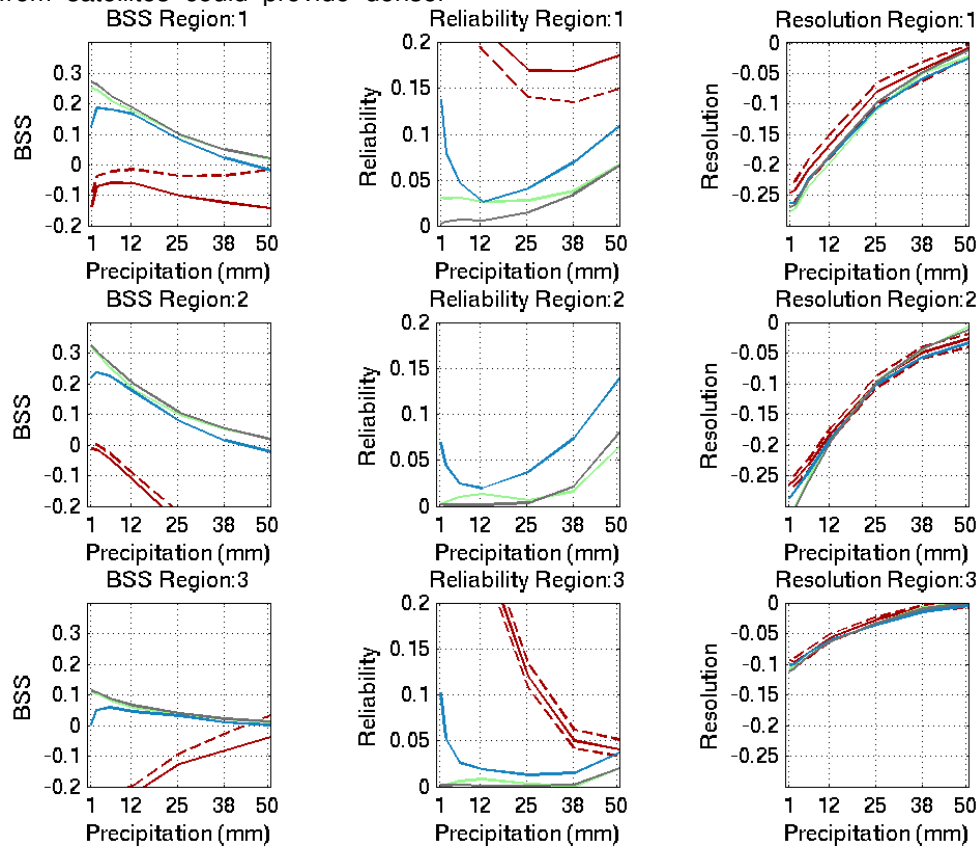 from satellites could provide denser
BSS Region:1
Reliability Region:1
Resolution Region:1
BSS
0.3
0.2
0.1
0
-0.1
-0.2
1 12 25 38 50
Precipitation (mm)
Reliability
0.2
0.15
0.1
0.05
0
1 12 25 38 50
Precipitation (mm)
Resolution
0
-0.05
-0.1
-0.15
-0.2
-0.25
1 12 25 38 50
Precipitation (mm)
BSS Region:2
Reliability Region:2
Resolution Region:2
BSS
0.3
0.2
0.1
0
-0.1
-0.2
1 12 25 38 50
Precipitation (mm)
Reliability
0.2
0.15
0.1
0.05
0
1 12 25 38 50
Precipitation (mm)
Resolution
0
-0.05
-0.1
-0.15
-0.2
-0.25
1 12 25 38 50
Precipitation (mm)
BSS Region:3
Reliability Region:3
Resolution Region:3
BSS
0.3
0.2
0.1
0
-0.1
-0.2
1 12 25 38 50
Precipitation (mm)
Reliability
0.2
0.15
0.1
0.05
0
1 12 25 38 50
Precipitation (mm)
Resolution
0
-0.05
-0.1
-0.15
-0.2
-0.25
1 12 25 38 50
Precipitation (mm)